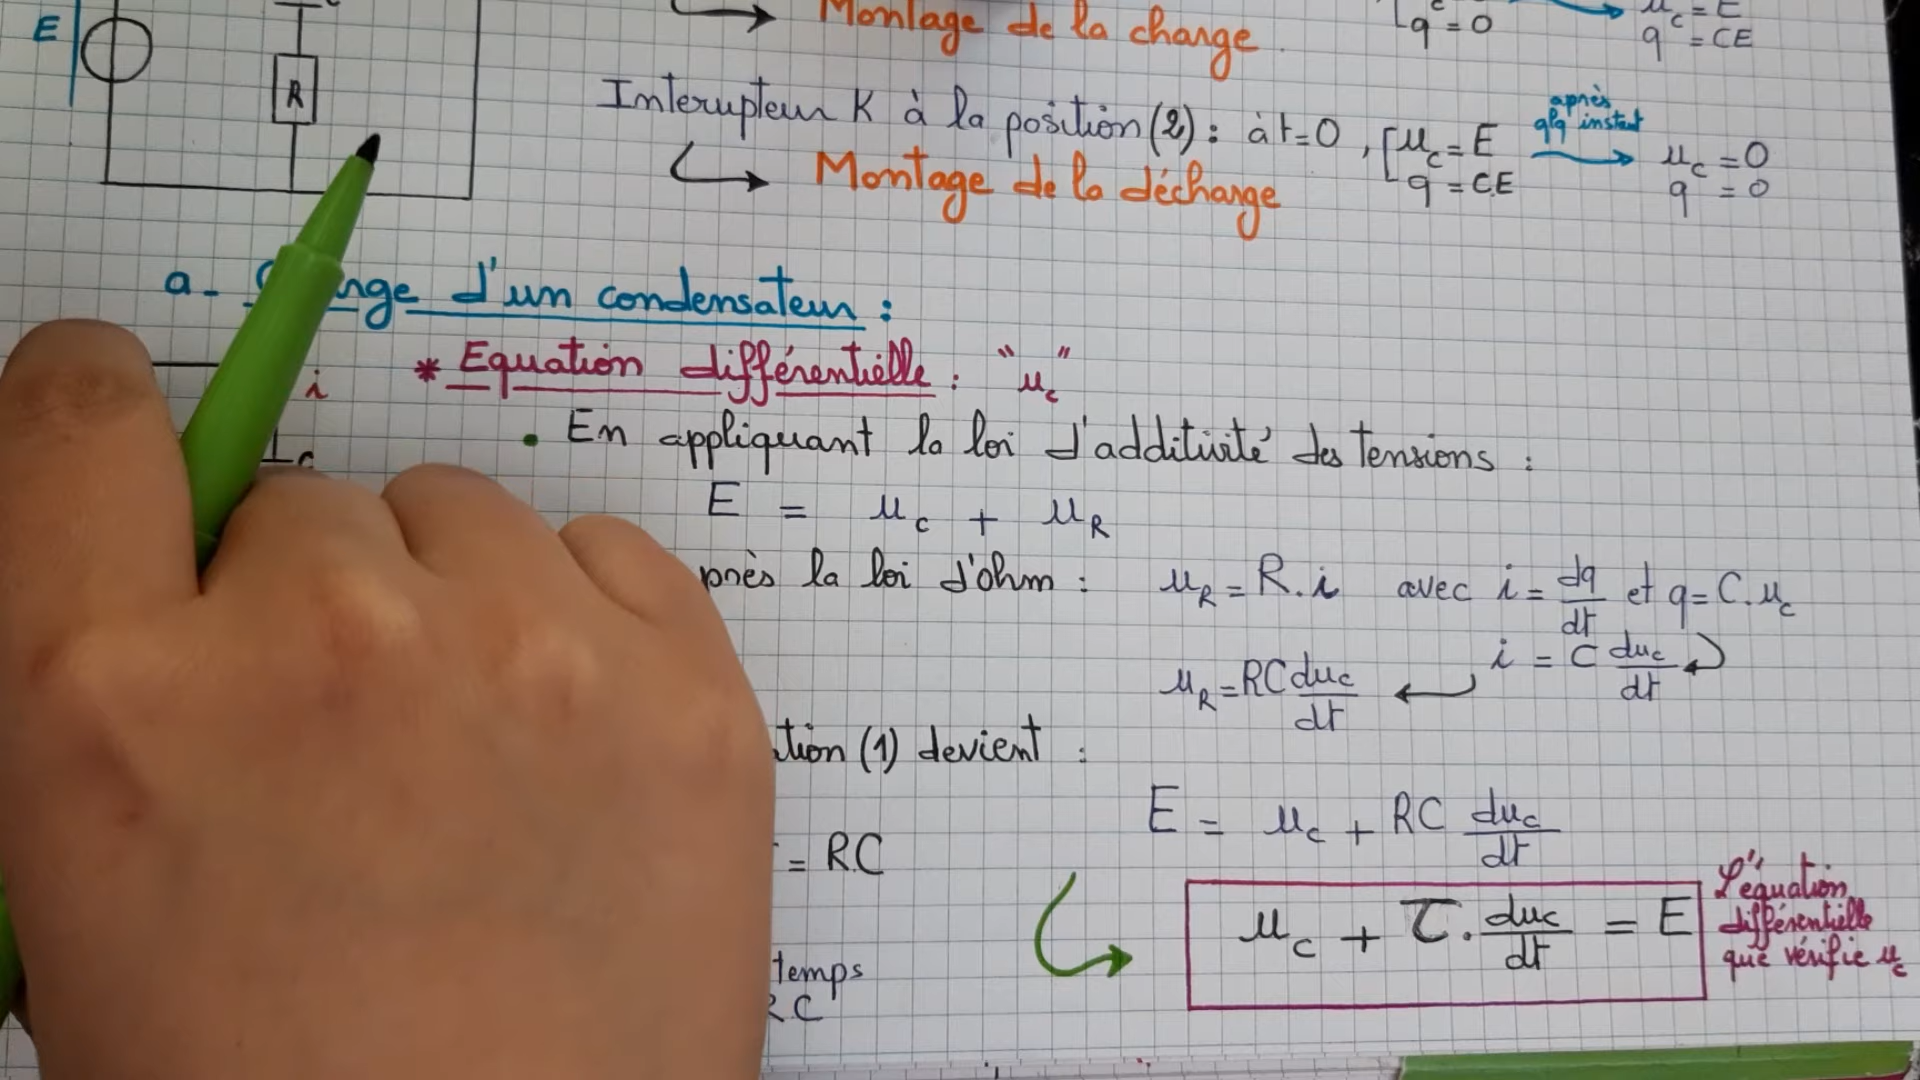 E
R
Montage de la charge
q = 0
u_c = E
q = CE
Interupteur K à la position (2) : à t=0, [u_c = E
q = CE
après
qlq instant
u_c = 0
q = 0
Montage de la décharge
a - d'un condensateur :
i
* Equation différentielle : "u_c"
• En appliquant la loi d'additivité des tensions :
E = u_c + u_R
près la loi d'ohm : u_R = R.i avec i = dq/dt et q = C.u_c
i = C du_c/dt
u_R = RC du_c/dt
tion (1) devient :
E = u_c + RC du_c/dt
= RC
u_c + τ . du_c/dt = E
L'équation
différentielle
que vérifie u_c
temps
RC